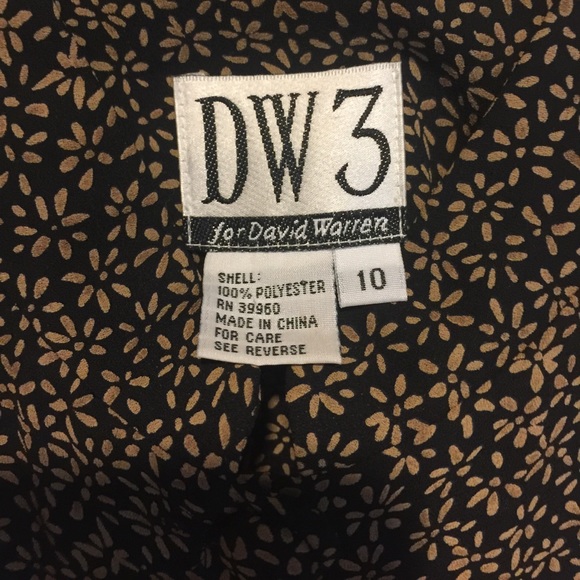 DW3
for David Warren
10
SHELL:
100% POLYESTER
RN 39960
MADE IN CHINA
FOR CARE
SEE REVERSE